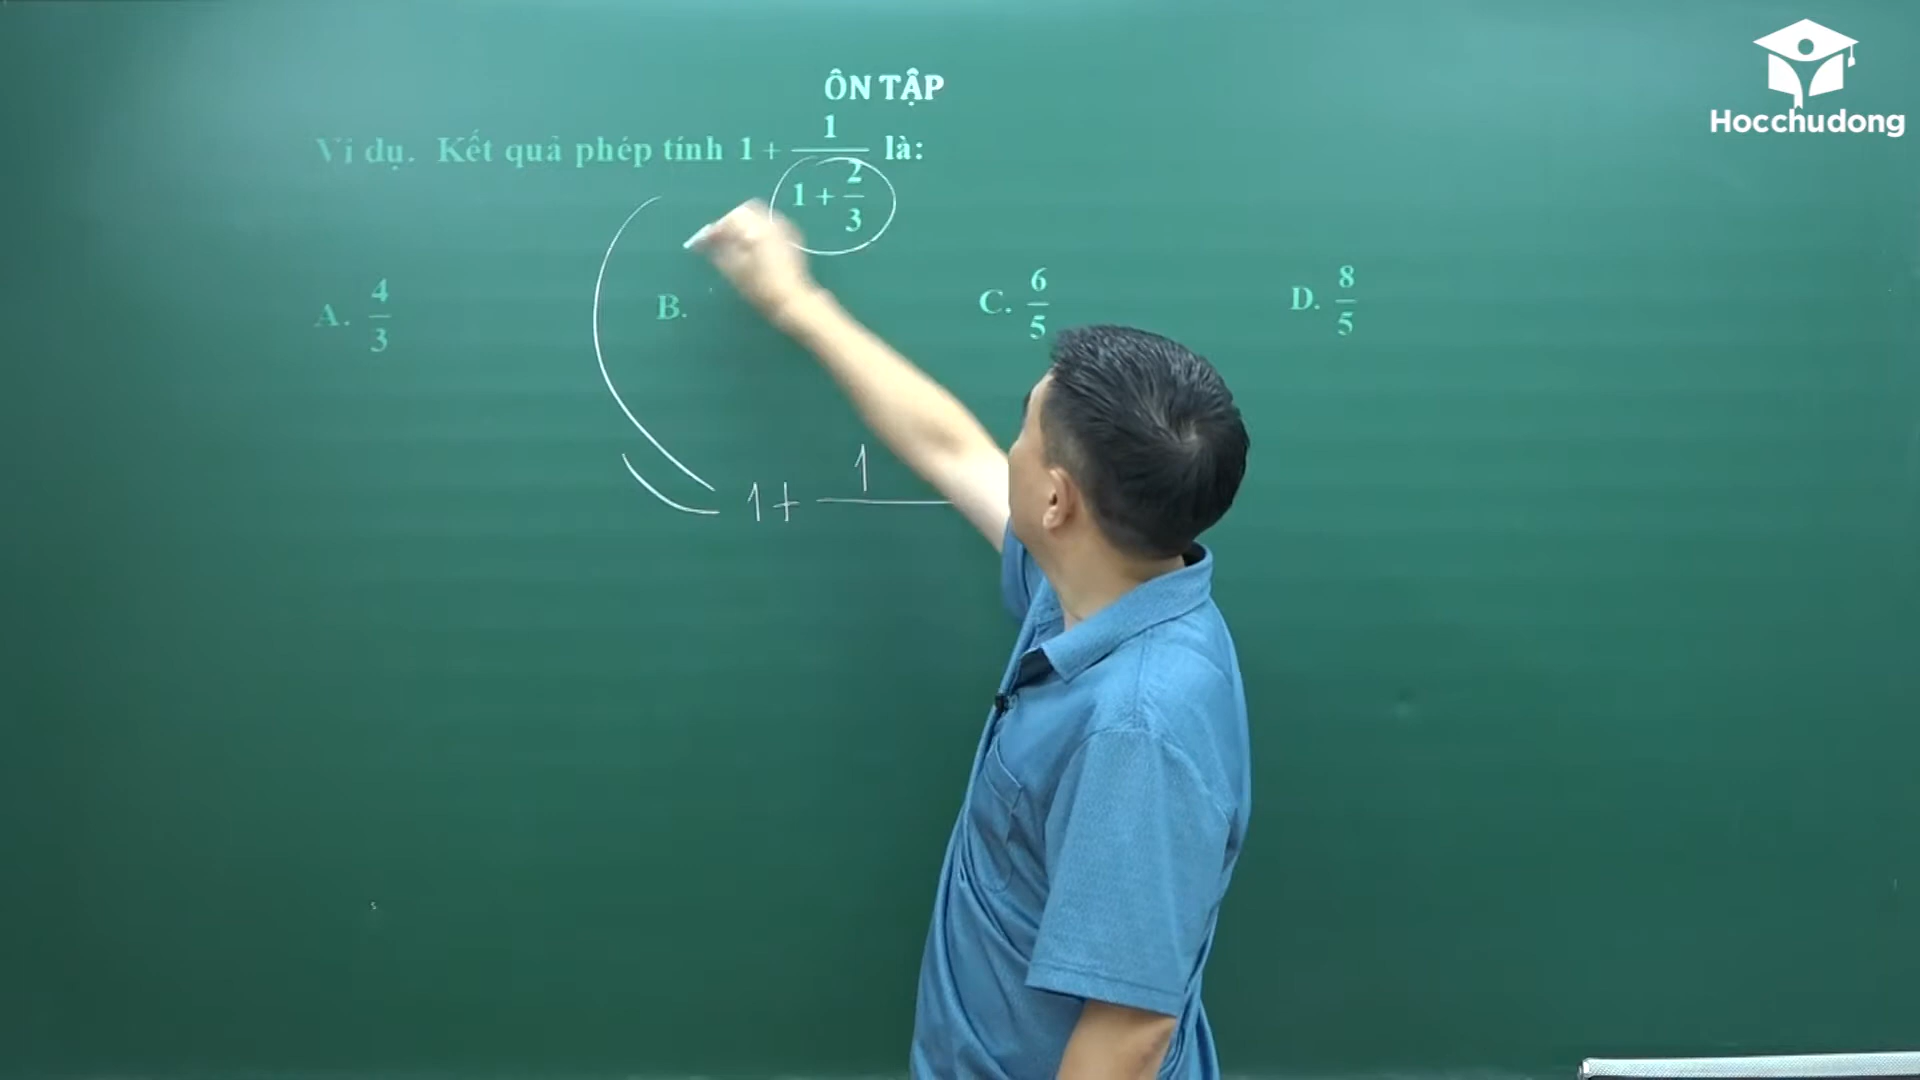 Hocchudong
ÔN TẬP
Ví dụ. Kết quả phép tính 1 + 1/(1 + 2/3) là:
A. 4/3
B.
C. 6/5
D. 8/5
1 + 1